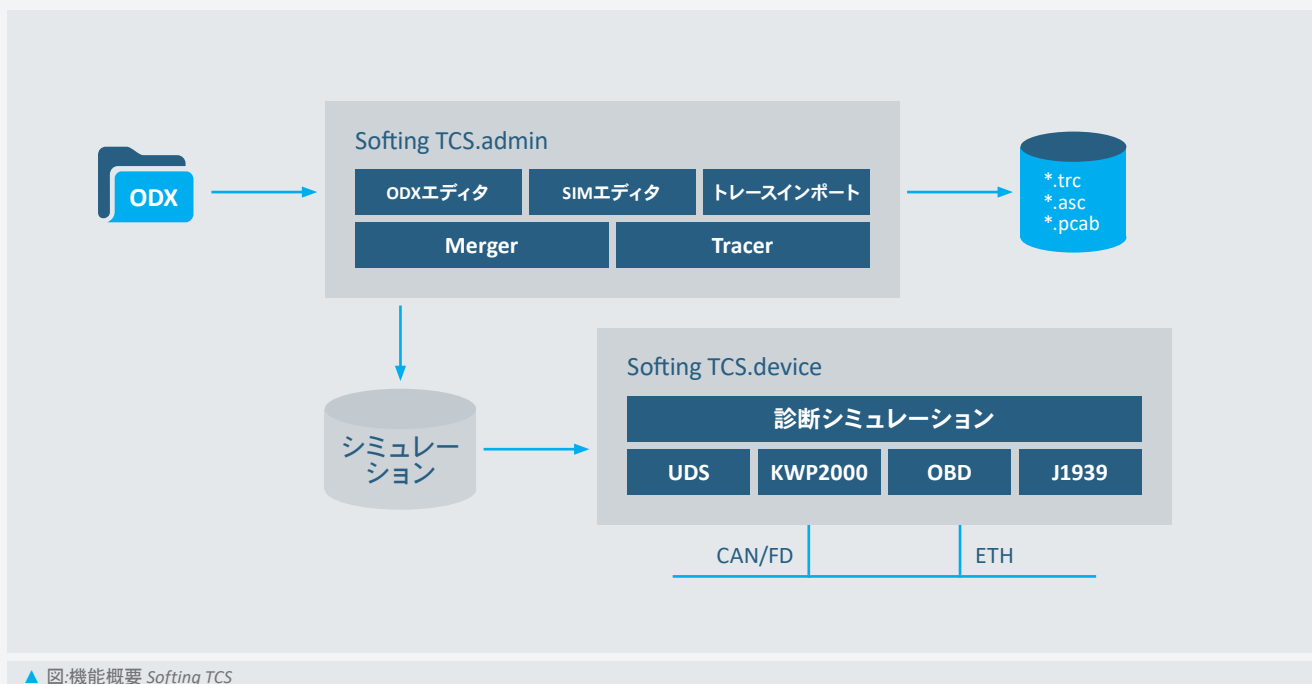 Softing TCS.admin
ODX
ODXエディタ
SIMエディタ
トレースインポート
Merger
Tracer
*.trc
*.asc
*.pcab
シミュレー
ション
Softing TCS.device
診断シミュレーション
UDS
KWP2000
OBD
J1939
CAN/FD
ETH
▲ 図:機能概要 Softing TCS